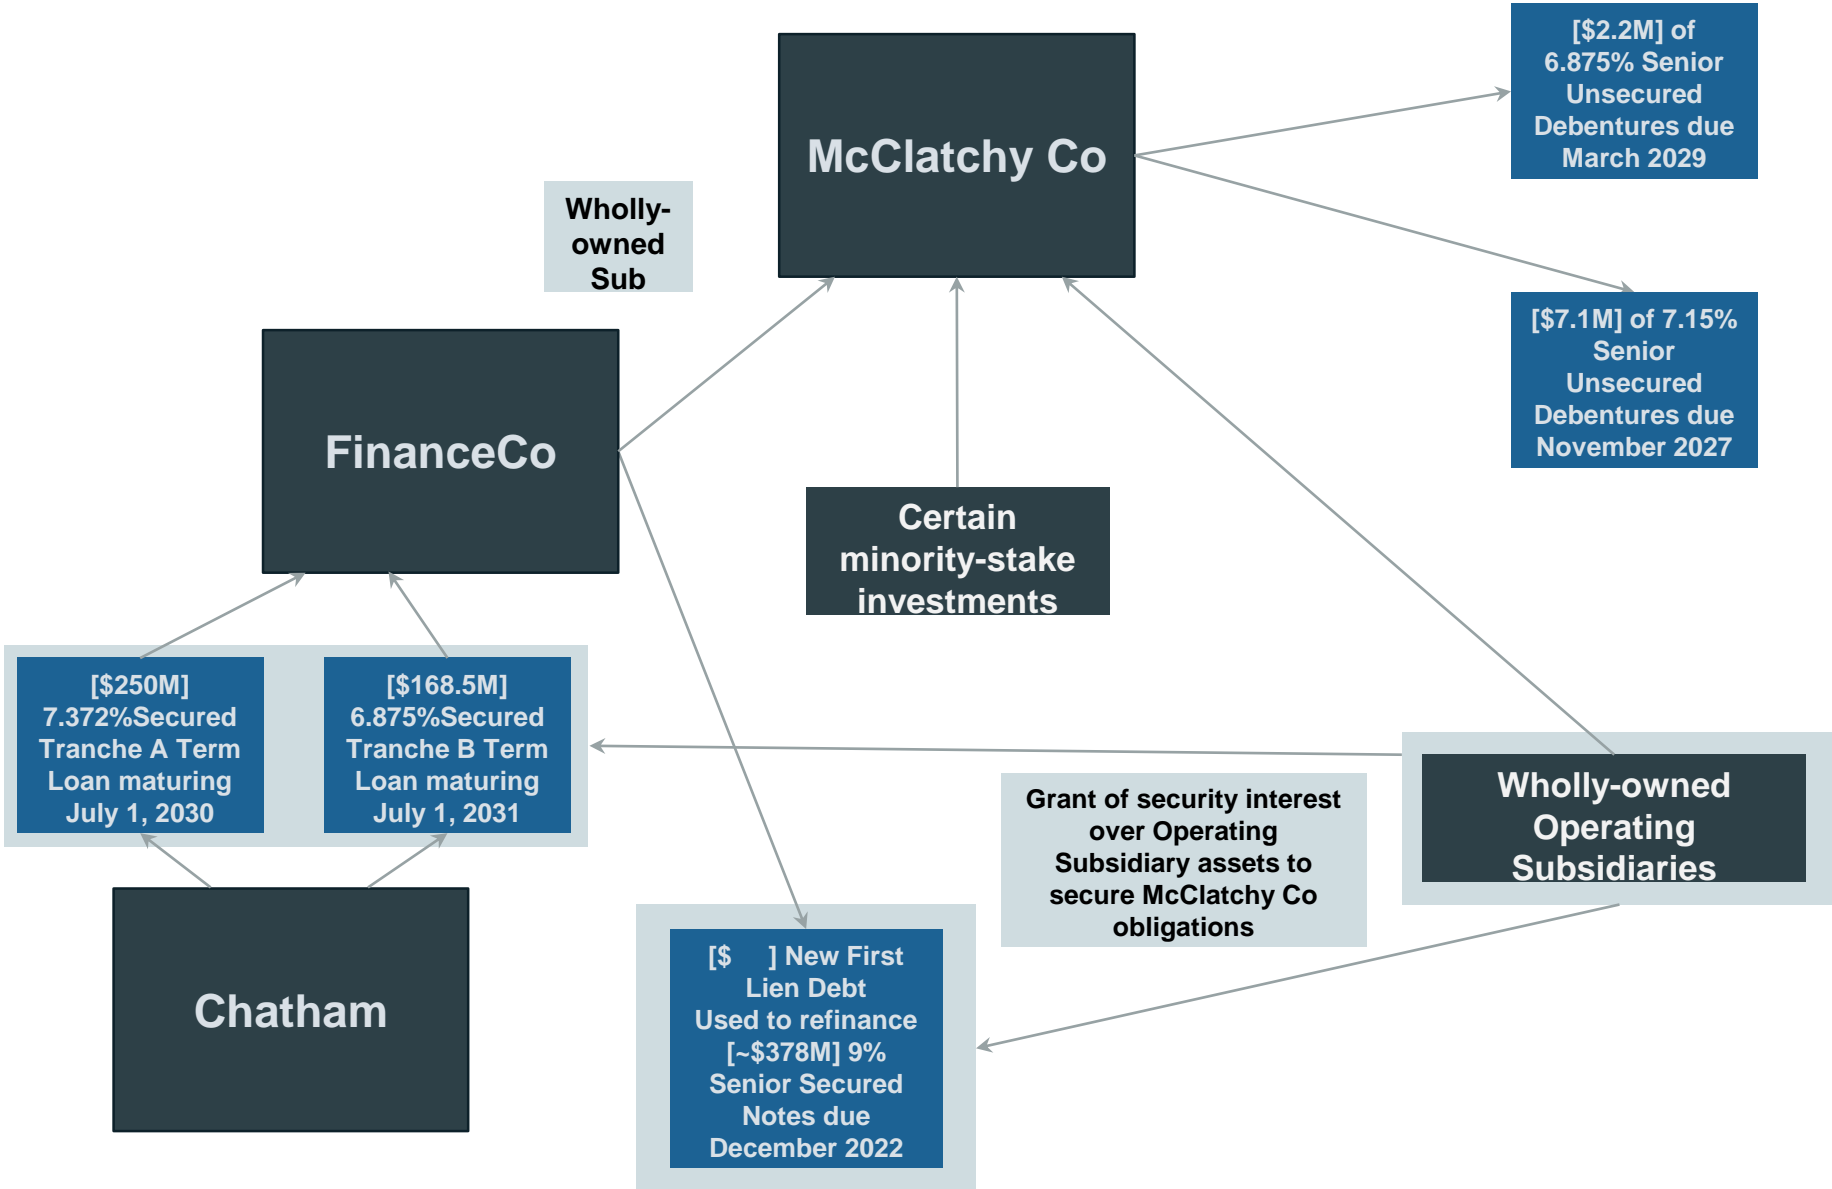 [$2.2M] of
6.875% Senior
Unsecured
Debentures due
March 2029
McClatchy Co
Wholly-
owned
Sub
[$7.1M] of 7.15%
Senior
Unsecured
Debentures due
November 2027
FinanceCo
Certain
minority-stake
investments
[$250M]
7.372%Secured
Tranche A Term
Loan maturing
July 1, 2030
[$168.5M]
6.875%Secured
Tranche B Term
Loan maturing
July 1, 2031
Wholly-owned
Operating
Subsidiaries
Grant of security interest
over Operating
Subsidiary assets to
secure McClatchy Co
obligations
Chatham
[$ ] New First
Lien Debt
Used to refinance
[~$378M] 9%
Senior Secured
Notes due
December 2022